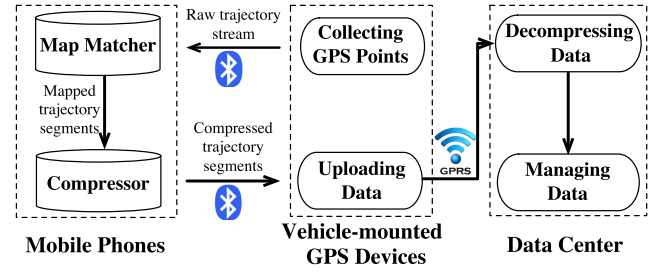 Map Matcher
Mapped
trajectory
segments
Compressor
Mobile Phones
Raw trajectory
stream
Compressed
trajectory
segments
Collecting
GPS Points
Uploading
Data
Vehicle-mounted
GPS Devices
GPRS
Decompressing
Data
Managing
Data
Data Center